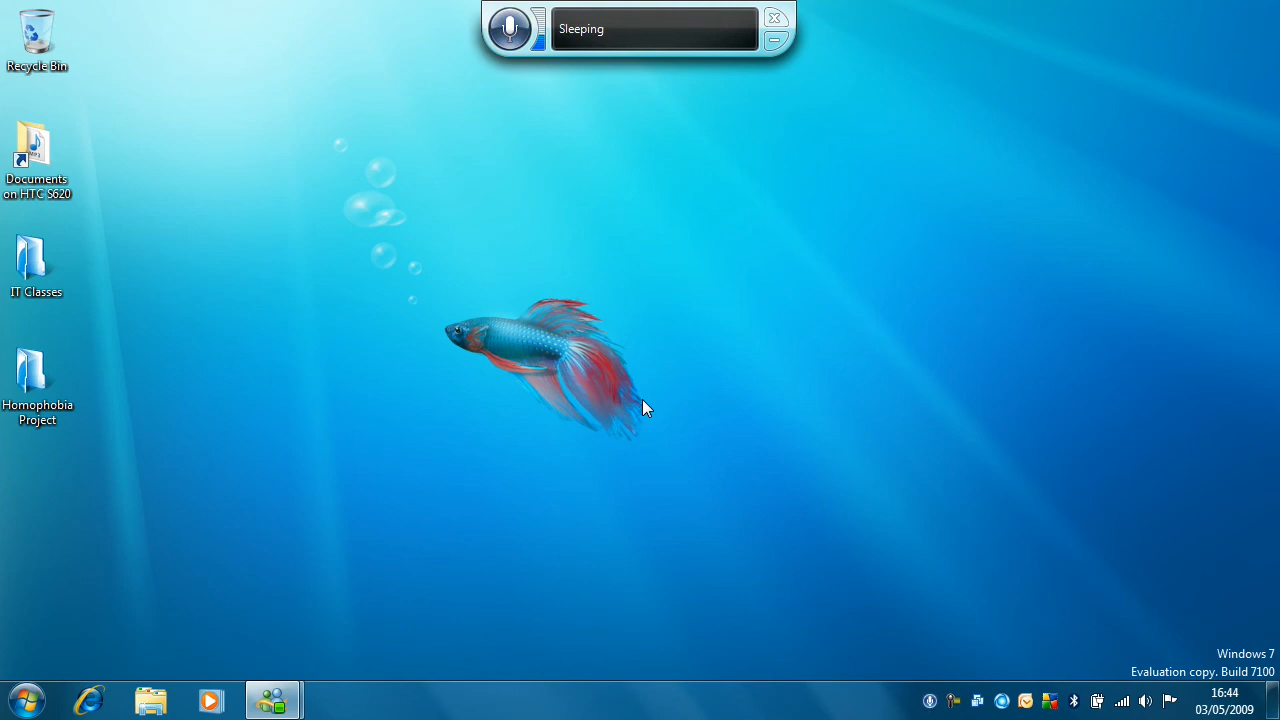 Sleeping
Recycle Bin
Documents
on HTC S620
MP3
IT Classes
Homophobia
Project
Windows 7
Evaluation copy. Build 7100
16:44
03/05/2009